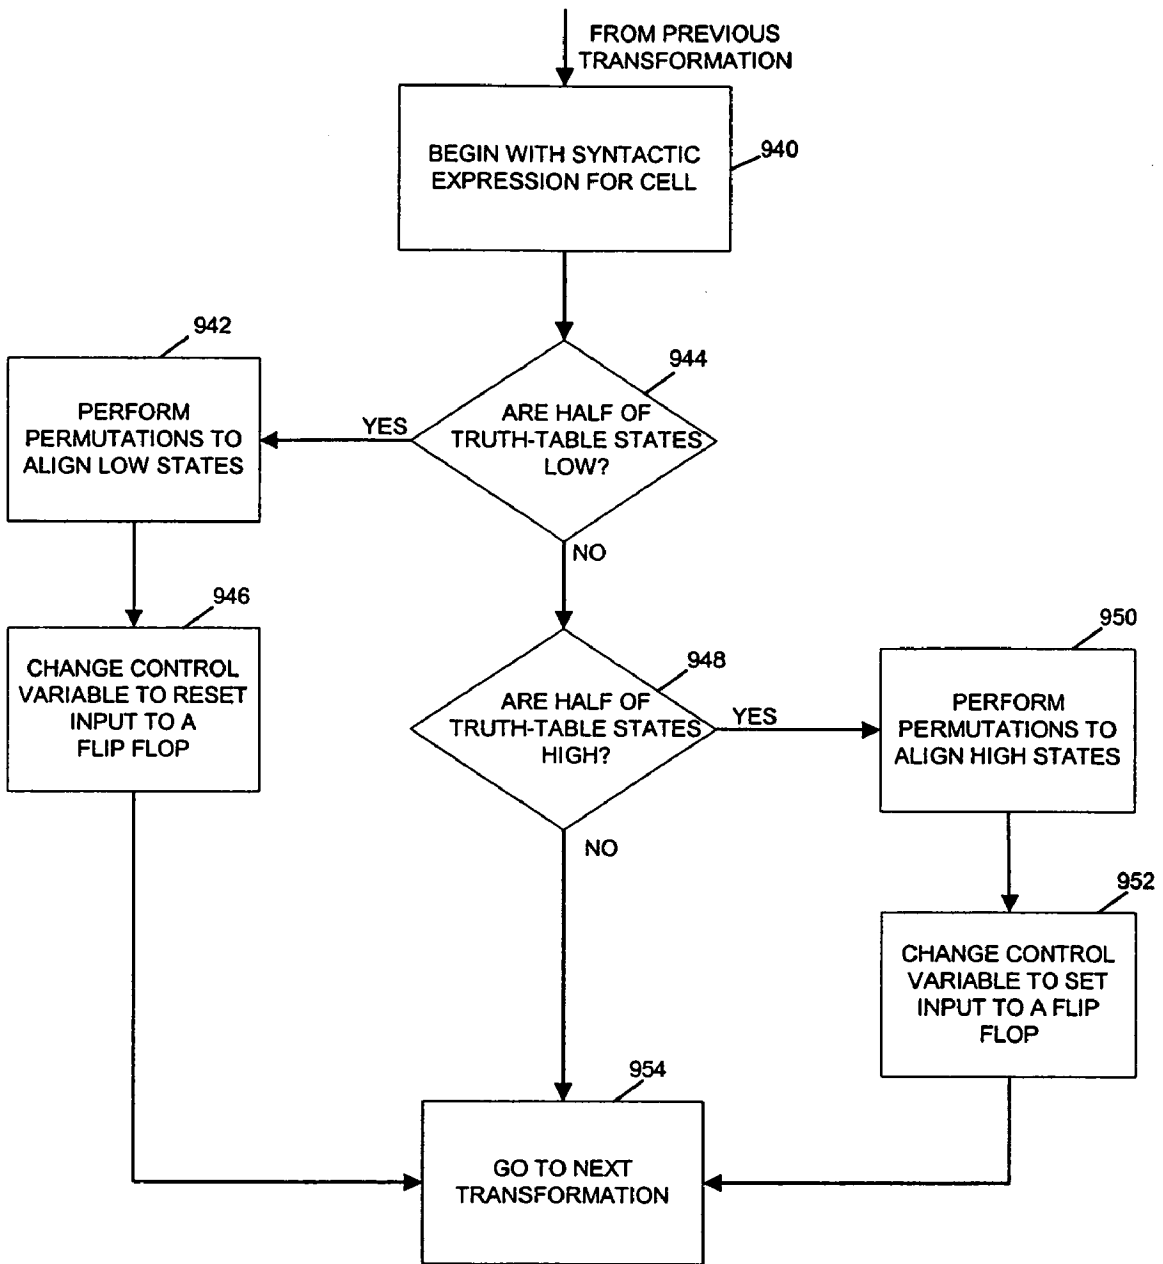 FROM PREVIOUS
TRANSFORMATION
BEGIN WITH SYNTACTIC
EXPRESSION FOR CELL
940
942
PERFORM
PERMUTATIONS TO
ALIGN LOW STATES
YES
944
ARE HALF OF
TRUTH-TABLE STATES
LOW?
NO
946
CHANGE CONTROL
VARIABLE TO RESET
INPUT TO A
FLIP FLOP
948
ARE HALF OF
TRUTH-TABLE STATES
HIGH?
YES
NO
950
PERFORM
PERMUTATIONS TO
ALIGN HIGH STATES
952
CHANGE CONTROL
VARIABLE TO SET
INPUT TO A FLIP
FLOP
954
GO TO NEXT
TRANSFORMATION